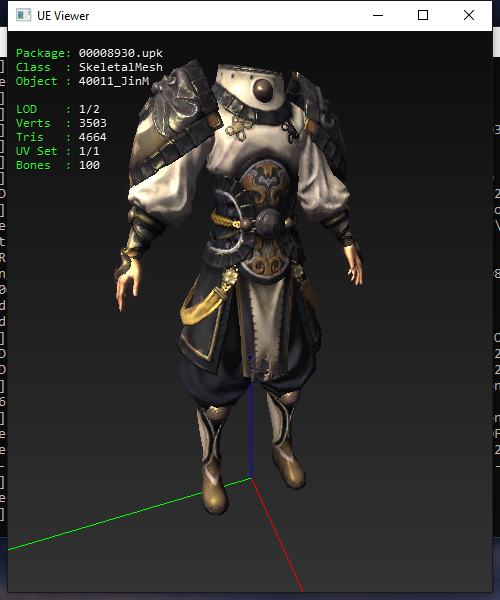 UE Viewer
Package: 00008930.upk
Class : SkeletalMesh
Object : 40011_JinM
LOD : 1/2
Verts : 3503
Tris : 4664
UV Set : 1/1
Bones : 100